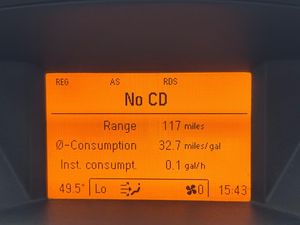 REG AS RDS
No CD
Range 117 miles
Ø-Consumption 32.7 miles/gal
Inst. consumpt. 0.1 gal/h
49.5° Lo 0 15:43